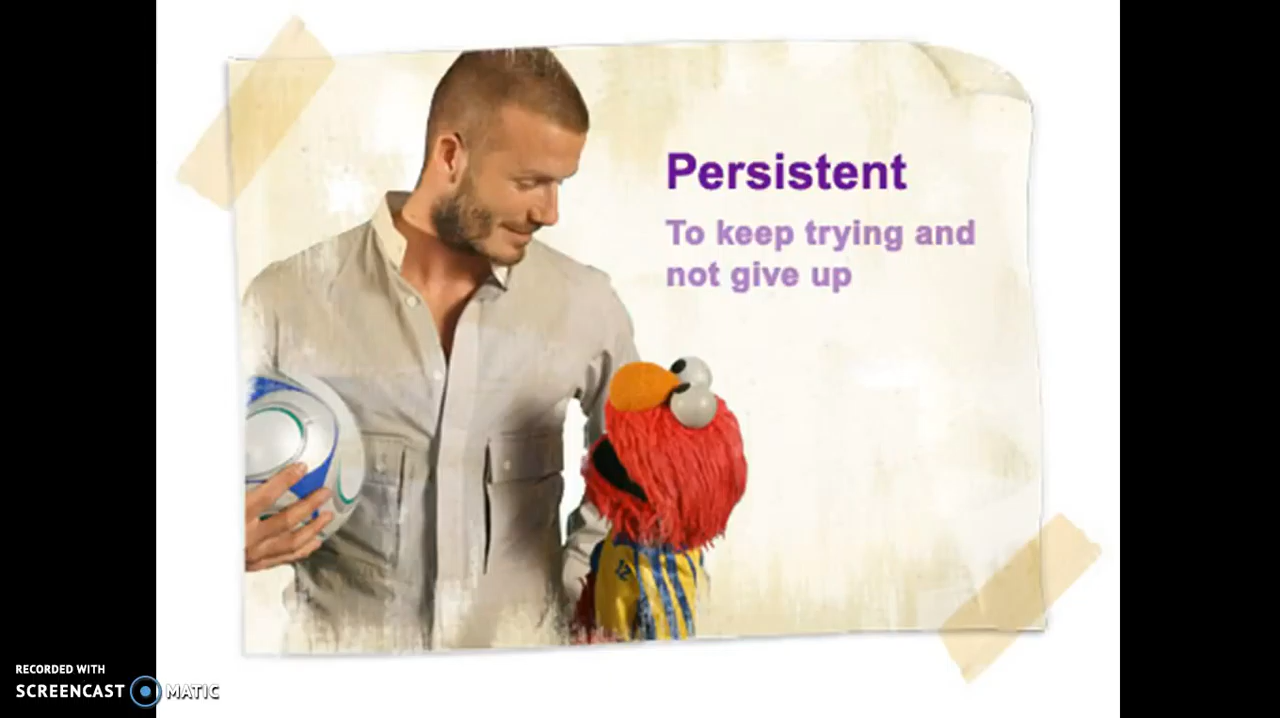 Persistent
To keep trying and
not give up
RECORDED WITH
SCREENCAST MATIC